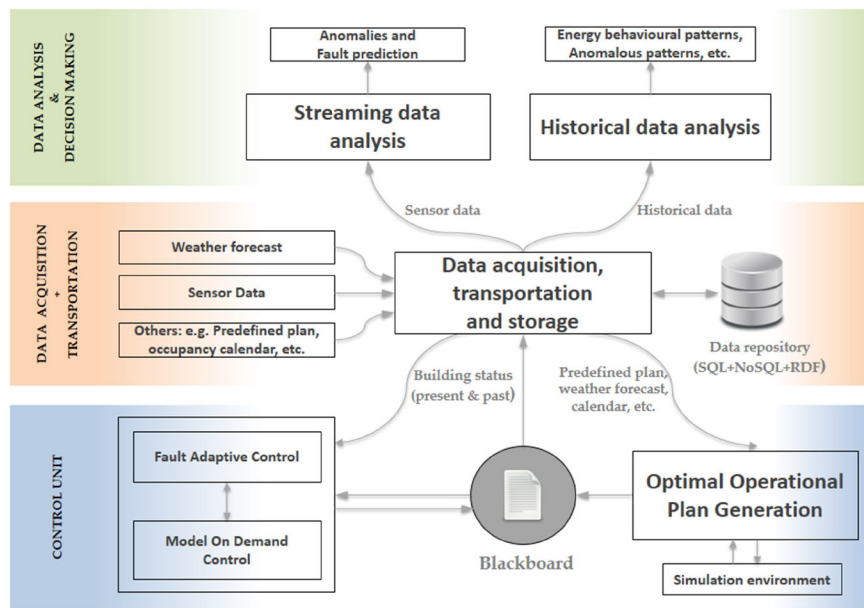 DATA ANALYSIS
&
DECISION MAKING
Anomalies and
Fault prediction
Energy behavioural patterns,
Anomalous patterns, etc.
Streaming data
analysis
Historical data analysis
Sensor data
Historical data
DATA ACQUISITION
+
TRANSPORTATION
Weather forecast
Sensor Data
Others: e.g. Predefined plan,
occupancy calendar, etc.
Data acquisition,
transportation
and storage
Data repository
(SQL+NoSQL+RDF)
Building status
(present & past)
Predefined plan,
weather forecast,
calendar, etc.
CONTROL UNIT
Fault Adaptive Control
Model On Demand
Control
Blackboard
Optimal Operational
Plan Generation
Simulation environment